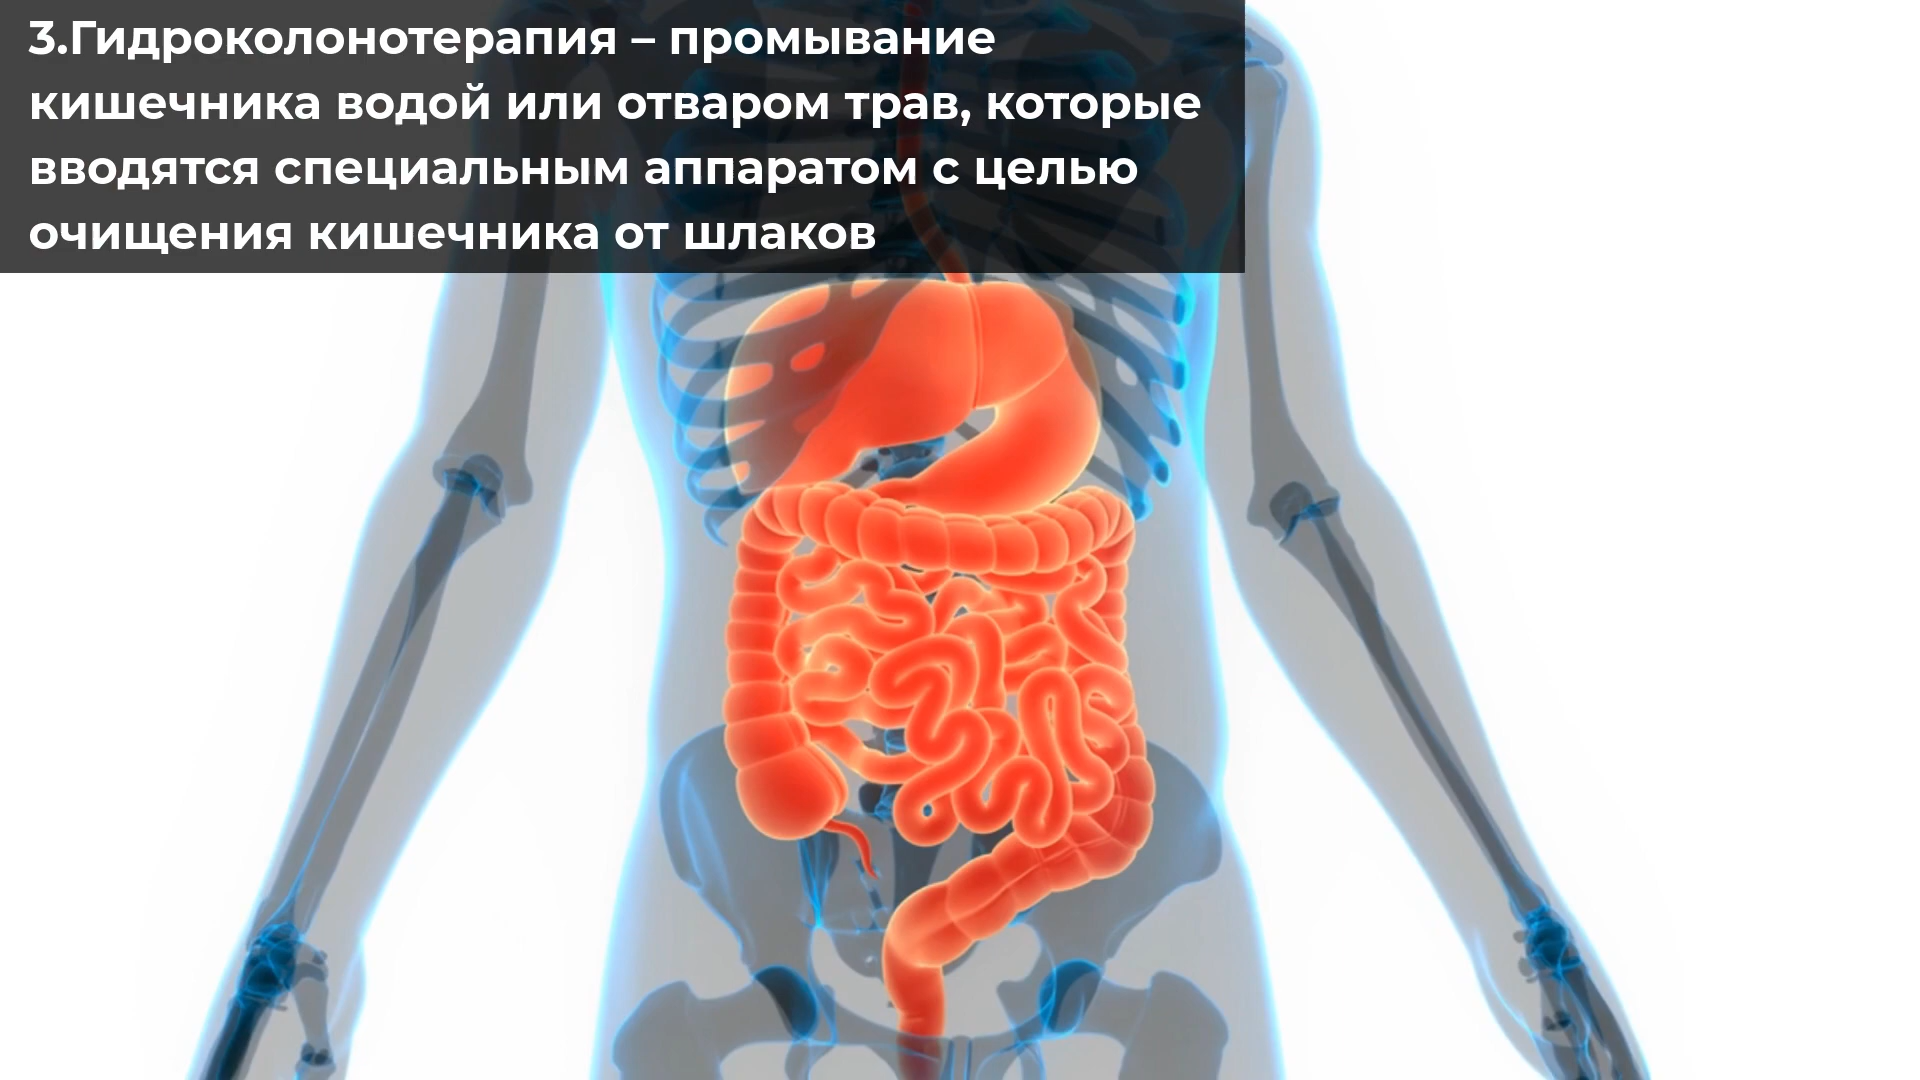 3.Гидроколонотерапия – промывание
кишечника водой или отваром трав, которые
вводятся специальным аппаратом с целью
очищения кишечника от шлаков